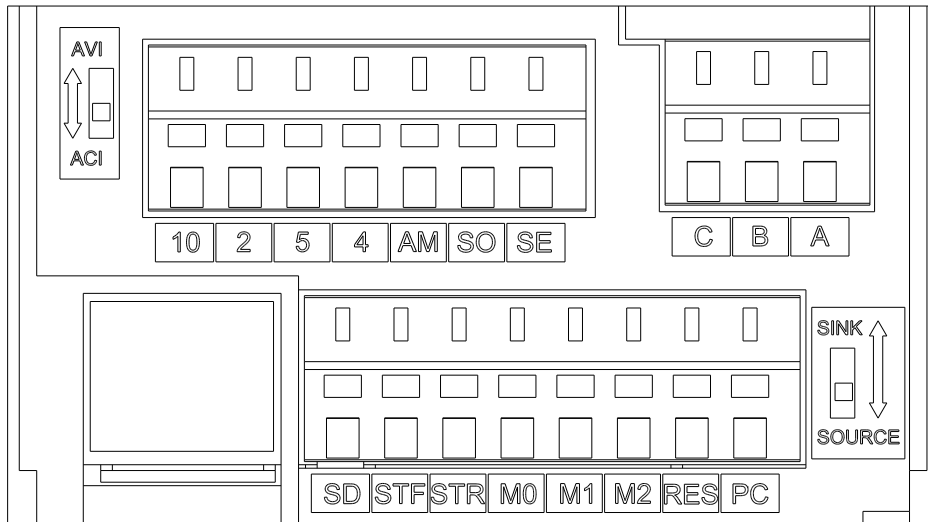 AVI
ACI
10 2 5 4 AM SO SE
C B A
SINK
SOURCE
SD STF STR M0 M1 M2 RES PC